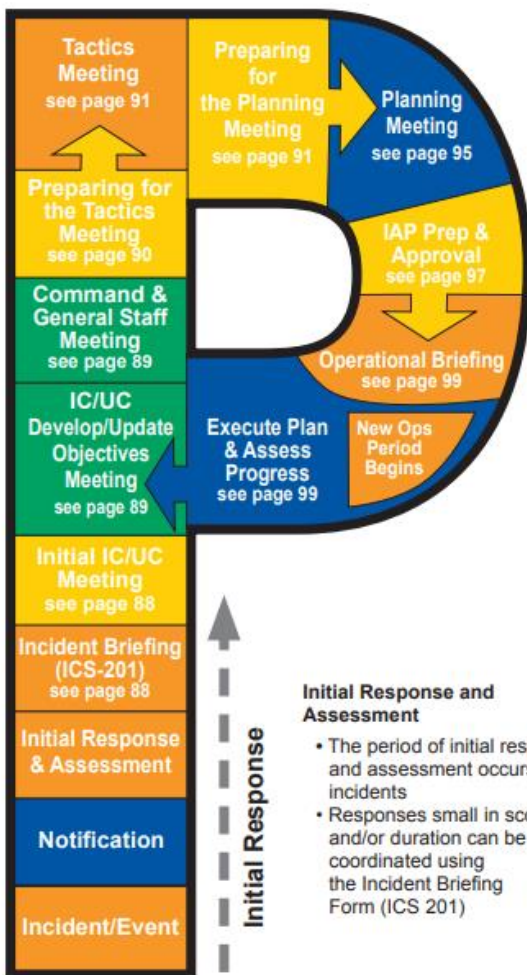 Tactics
Meeting
see page 91
Preparing
for
the Planning
Meeting
see page 91
Planning
Meeting
see page 95
Preparing for
the Tactics
Meeting
see page 90
IAP Prep &
Approval
see page 97
Command &
General Staff
Meeting
see page 89
Operational Briefing
see page 99
IC/UC
Develop/Update
Objectives
Meeting
see page 89
Execute Plan
& Assess
Progress
see page 99
New Ops
Period
Begins
Initial IC/UC
Meeting
see page 88
Incident Briefing
(ICS-201)
see page 88
Initial Response
& Assessment
Notification
Incident/Event
Initial Response
Initial Response and
Assessment
• The period of initial res
and assessment occurs
incidents
• Responses small in sco
and/or duration can be
coordinated using
the Incident Briefing
Form (ICS 201)